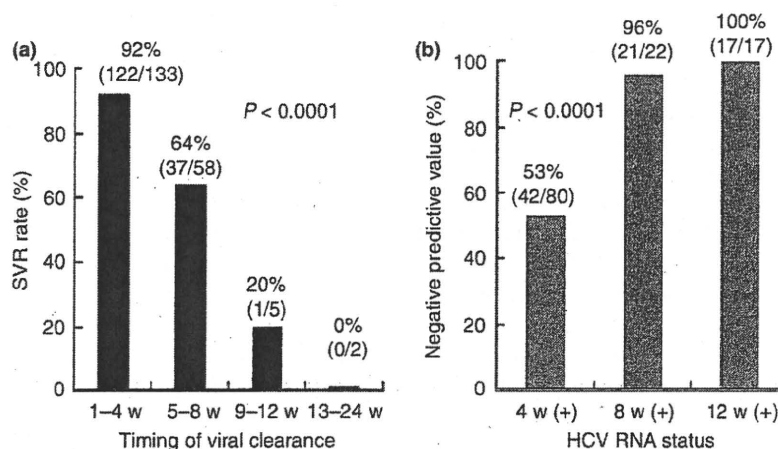 (a)
92%
(122/133)
P < 0.0001
64%
(37/58)
20%
(1/5)
0%
(0/2)
100
80
60
40
20
0
SVR rate (%)
1–4 w 5–8 w 9–12 w 13–24 w
Timing of viral clearance
(b)
96%
(21/22)
100%
(17/17)
P < 0.0001
53%
(42/80)
100
80
60
40
20
0
Negative predictive value (%)
4 w (+) 8 w (+) 12 w (+)
HCV RNA status